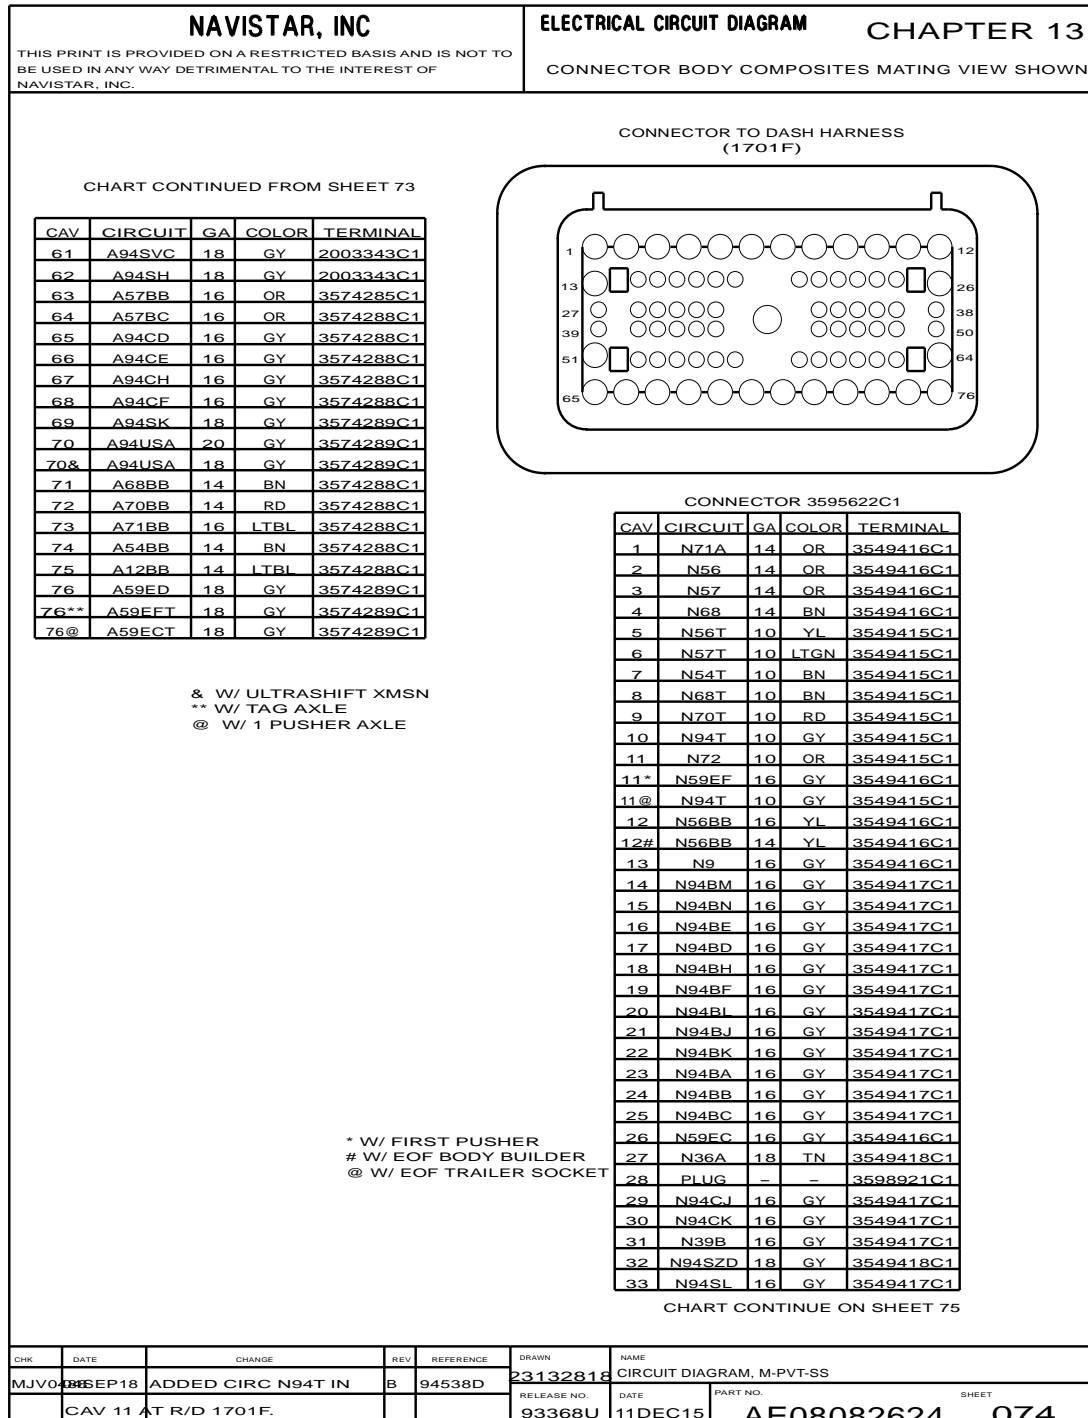 NAVISTAR, INC
THIS PRINT IS PROVIDED ON A RESTRICTED BASIS AND IS NOT TO
BE USED IN ANY WAY DETRIMENTAL TO THE INTEREST OF
NAVISTAR, INC.
ELECTRICAL CIRCUIT DIAGRAM
CHAPTER 13
CONNECTOR BODY COMPOSITES MATING VIEW SHOWN
CHART CONTINUED FROM SHEET 73
CAV CIRCUIT GA COLOR TERMINAL
61 A94SVC 18 GY 2003343C1
62 A94SH 18 GY 2003343C1
63 A57BB 16 OR 3574285C1
64 A57BC 16 OR 3574288C1
65 A94CD 16 GY 3574288C1
66 A94CE 16 GY 3574288C1
67 A94CH 16 GY 3574288C1
68 A94CF 16 GY 3574288C1
69 A94SK 18 GY 3574289C1
70 A94USA 20 GY 3574289C1
70& A94USA 18 GY 3574289C1
71 A68BB 14 BN 3574288C1
72 A70BB 14 RD 3574288C1
73 A71BB 16 LTBL 3574288C1
74 A54BB 14 BN 3574288C1
75 A12BB 14 LTBL 3574288C1
76 A59ED 18 GY 3574289C1
76** A59EFT 18 GY 3574289C1
76@ A59ECT 18 GY 3574289C1
& W/ ULTRASHIFT XMSN
** W/ TAG AXLE
@ W/ 1 PUSHER AXLE
CONNECTOR TO DASH HARNESS
(1701F)
1 12
13 26
27 38
39 50
51 64
65 76
CONNECTOR 3595622C1
CAV CIRCUIT GA COLOR TERMINAL
1 N71A 14 OR 3549416C1
2 N56 14 OR 3549416C1
3 N57 14 OR 3549416C1
4 N68 14 BN 3549416C1
5 N56T 10 YL 3549415C1
6 N57T 10 LTGN 3549415C1
7 N54T 10 BN 3549415C1
8 N68T 10 BN 3549415C1
9 N70T 10 RD 3549415C1
10 N94T 10 GY 3549415C1
11 N72 10 OR 3549415C1
11* N59EF 16 GY 3549416C1
11@ N94T 10 GY 3549415C1
12 N56BB 16 YL 3549416C1
12# N56BB 14 YL 3549416C1
13 N9 16 GY 3549416C1
14 N94BM 16 GY 3549417C1
15 N94BN 16 GY 3549417C1
16 N94BE 16 GY 3549417C1
17 N94BD 16 GY 3549417C1
18 N94BH 16 GY 3549417C1
19 N94BF 16 GY 3549417C1
20 N94BL 16 GY 3549417C1
21 N94BJ 16 GY 3549417C1
22 N94BK 16 GY 3549417C1
23 N94BA 16 GY 3549417C1
24 N94BB 16 GY 3549417C1
25 N94BC 16 GY 3549417C1
26 N59EC 16 GY 3549416C1
27 N36A 18 TN 3549418C1
28 PLUG – – 3598921C1
29 N94CJ 16 GY 3549417C1
30 N94CK 16 GY 3549417C1
31 N39B 16 GY 3549417C1
32 N94SZD 18 GY 3549418C1
33 N94SL 16 GY 3549417C1
* W/ FIRST PUSHER
# W/ EOF BODY BUILDER
@ W/ EOF TRAILER SOCKET
CHART CONTINUE ON SHEET 75
CHK DATE CHANGE REV REFERENCE
ADDED CIRC N94T IN B 94538D
CAV 11 AT R/D 1701F.
DRAWN NAME
23132818 CIRCUIT DIAGRAM, M-PVT-SS
RELEASE NO. DATE PART NO. SHEET
93368U 11DEC15 AE08082624 074